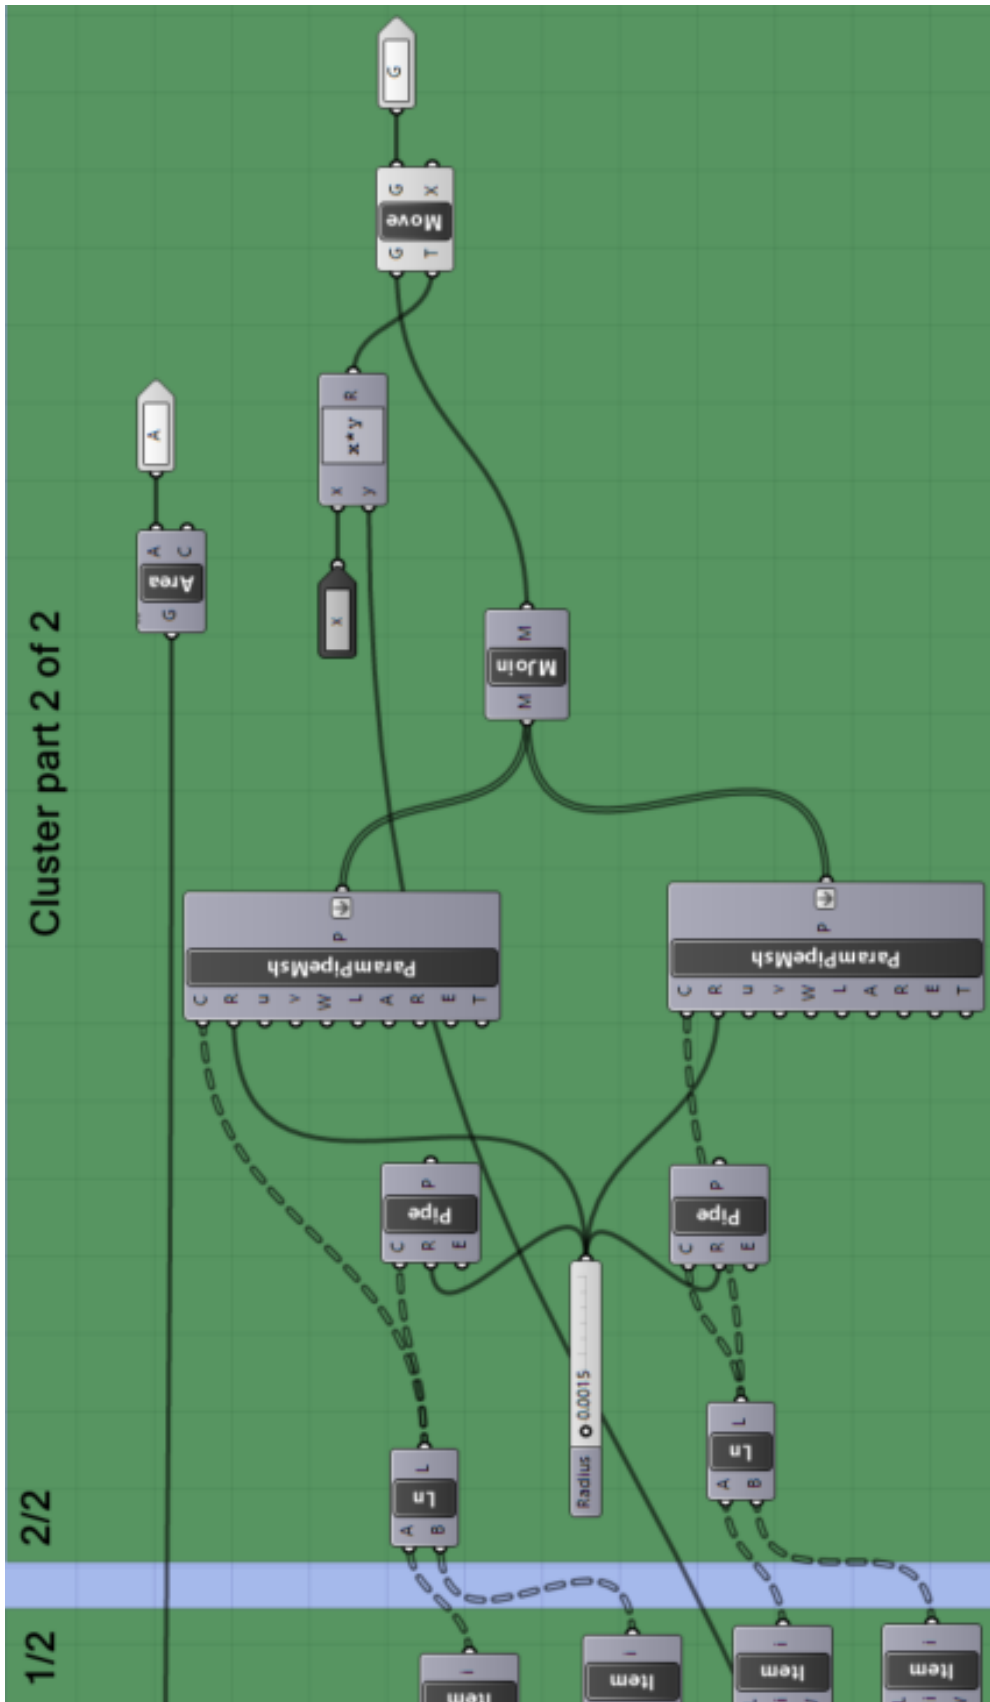 Cluster part 2 of 2
2/2
1/2
A
A
C
Area
G
G
G
X
Move
G
T
R
x*y
x
y
x
M
MJoin
M
P
ParamPipeMsh
C R u v W L A R E T
P
ParamPipeMsh
C R u v W L A R E T
P
Pipe
C R E
P
Pipe
C R E
Radius
0.0015
L
Ln
A
B
L
Ln
A
B
i
Item
i
Item
i
Item
i
Item